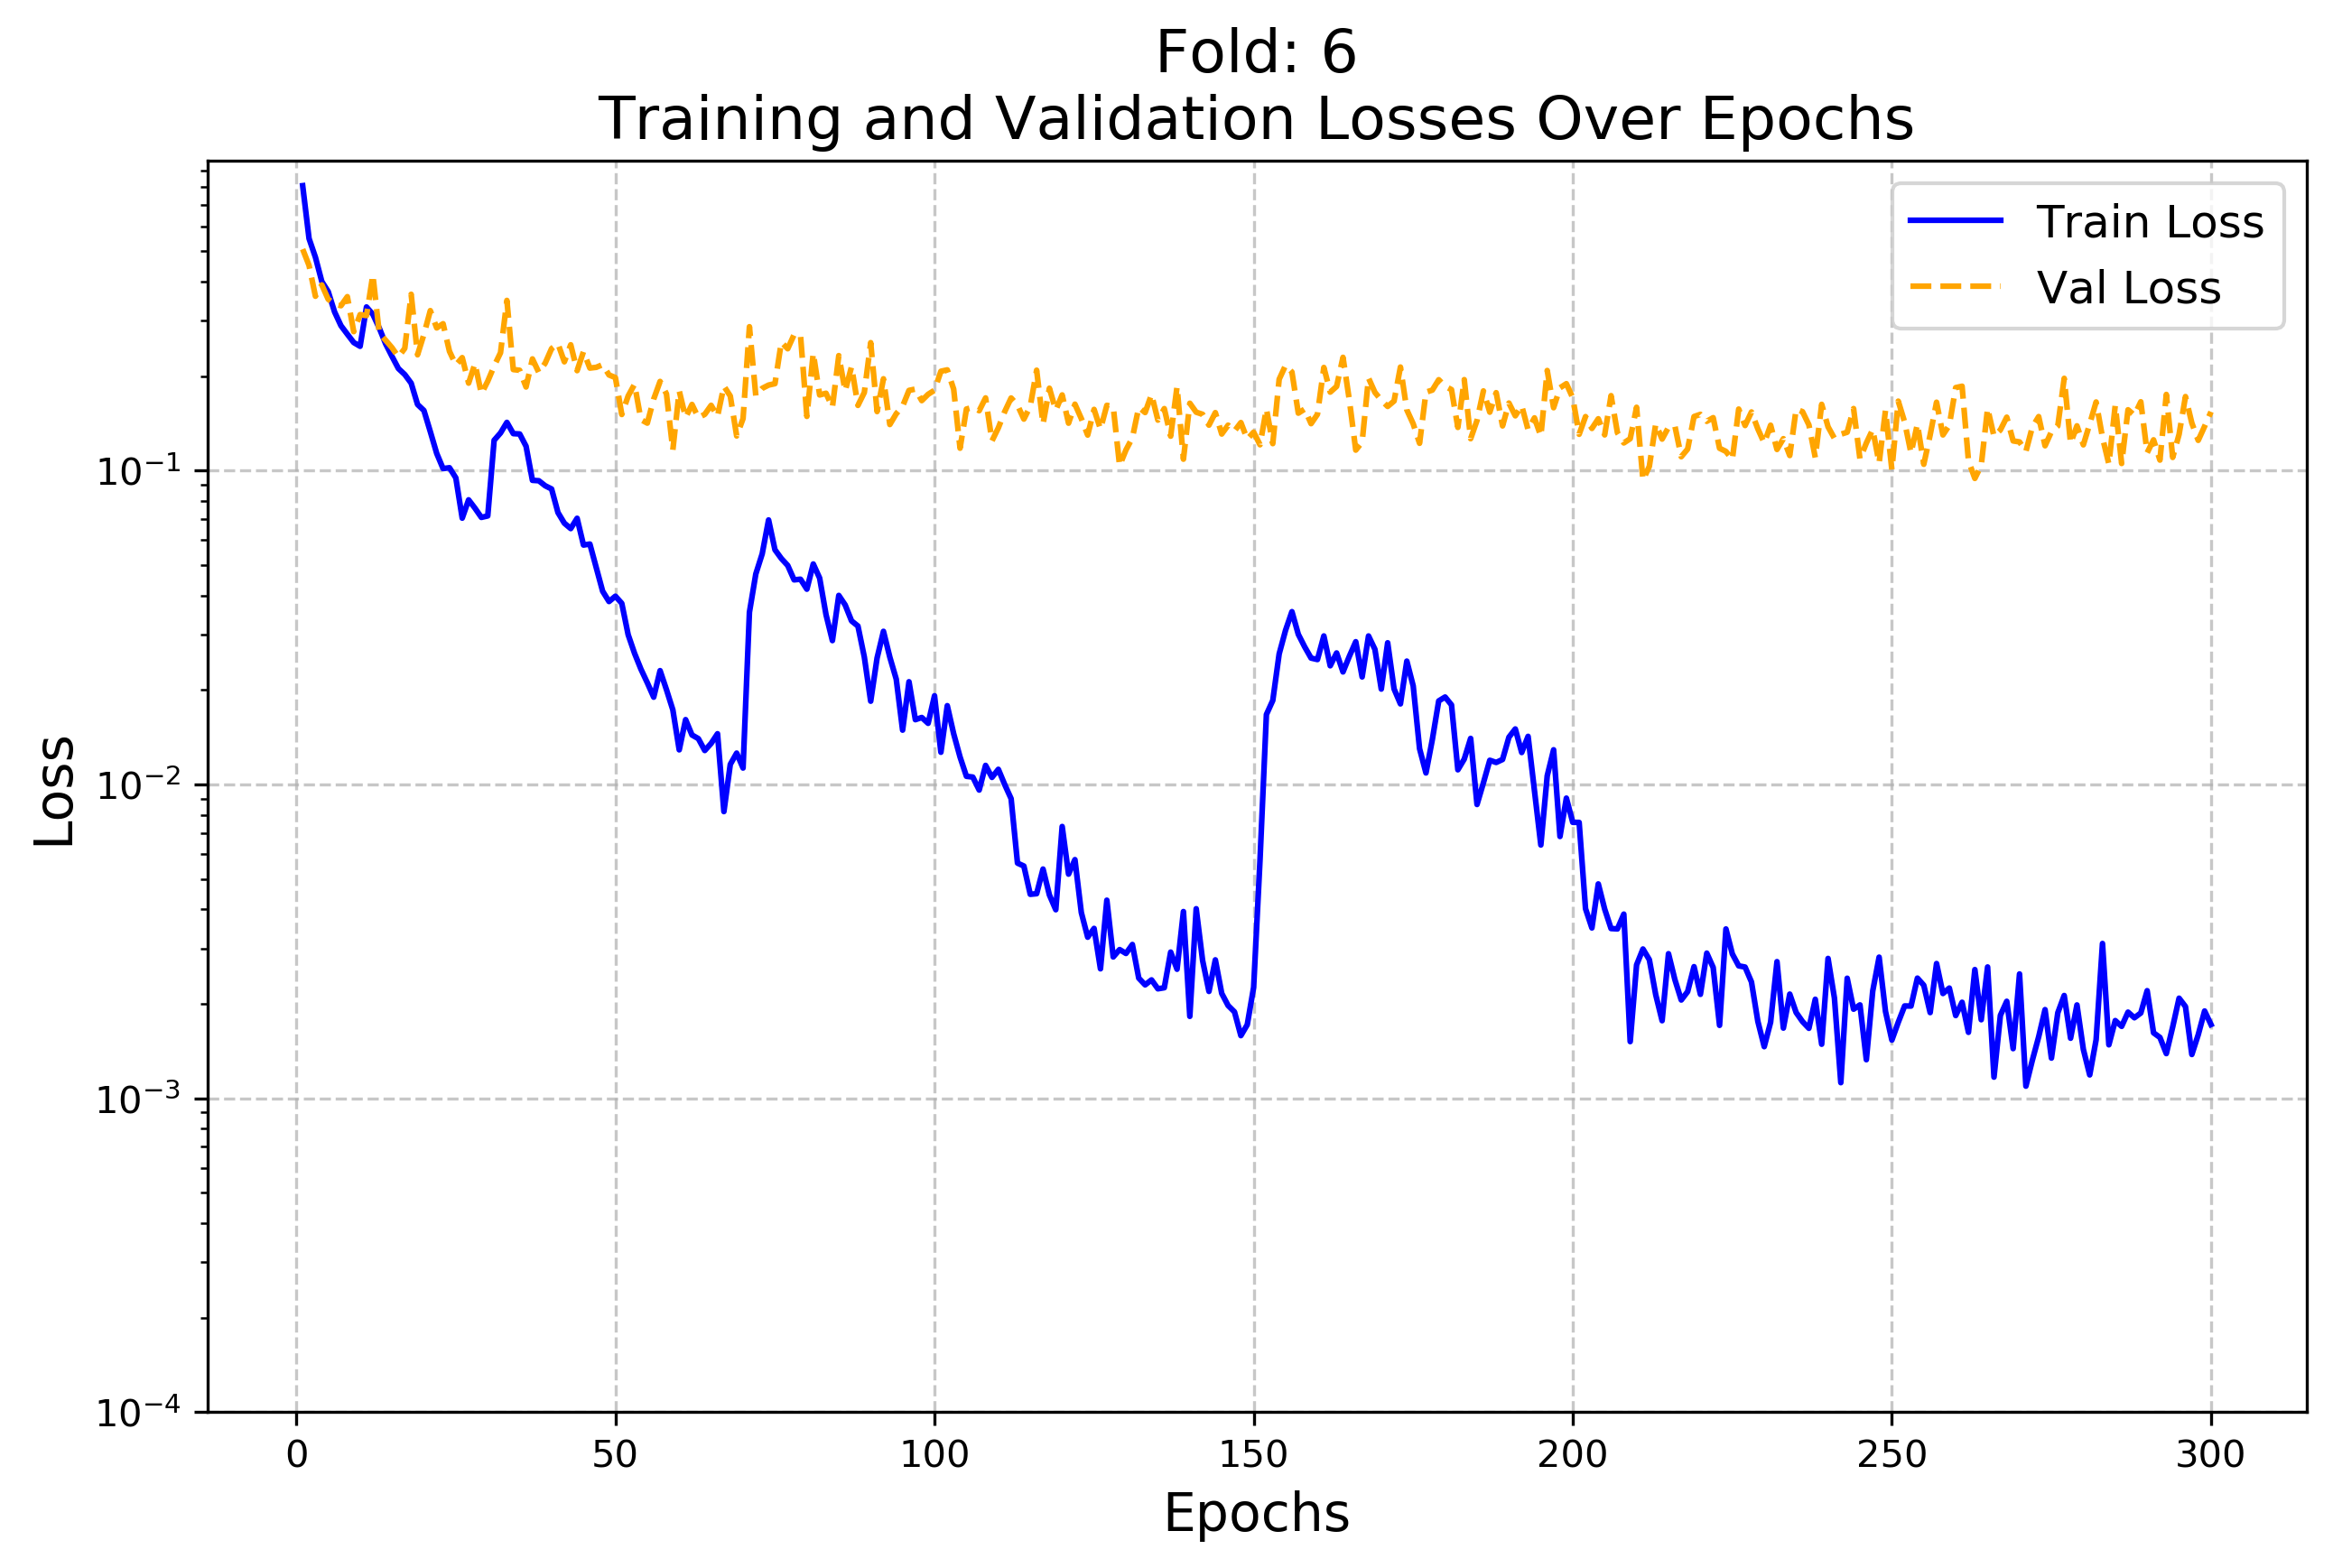 Fold: 6
Training and Validation Losses Over Epochs
Train Loss
Val Loss
Loss
10⁻¹
10⁻²
10⁻³
10⁻⁴
0 50 100 150 200 250 300
Epochs